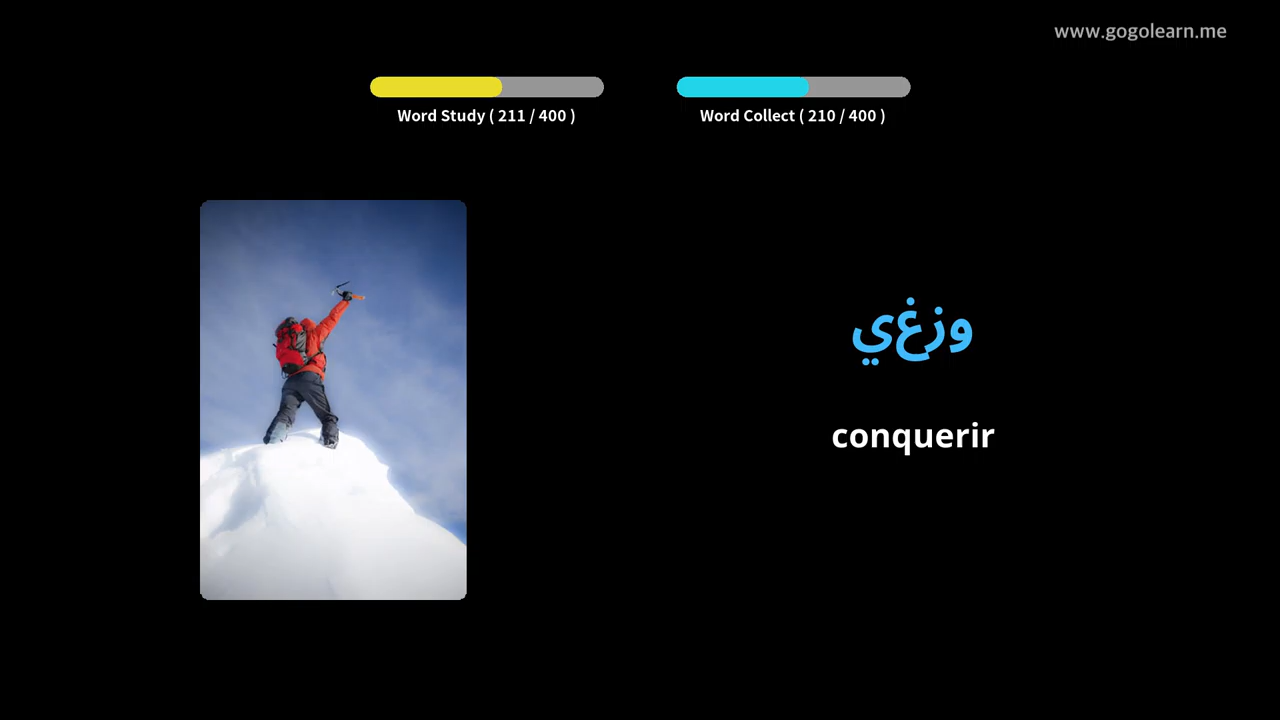 www.gogolearn.me
Word Study ( 211 / 400 )
Word Collect ( 210 / 400 )
وزغي
conquerir